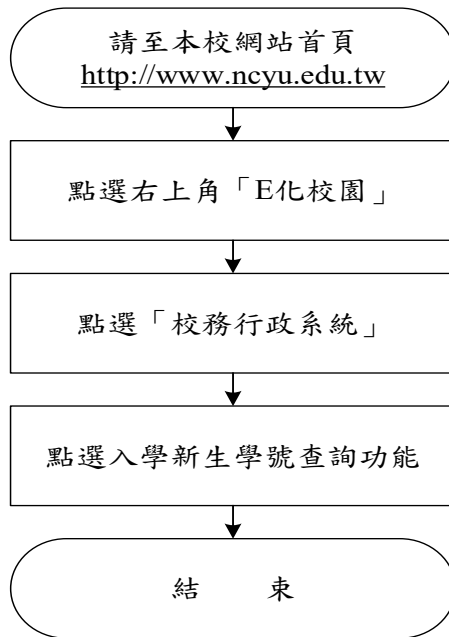 請至本校網站首頁
http://www.ncyu.edu.tw
點選右上角「E化校園」
點選「校務行政系統」
點選入學新生學號查詢功能
結　　束